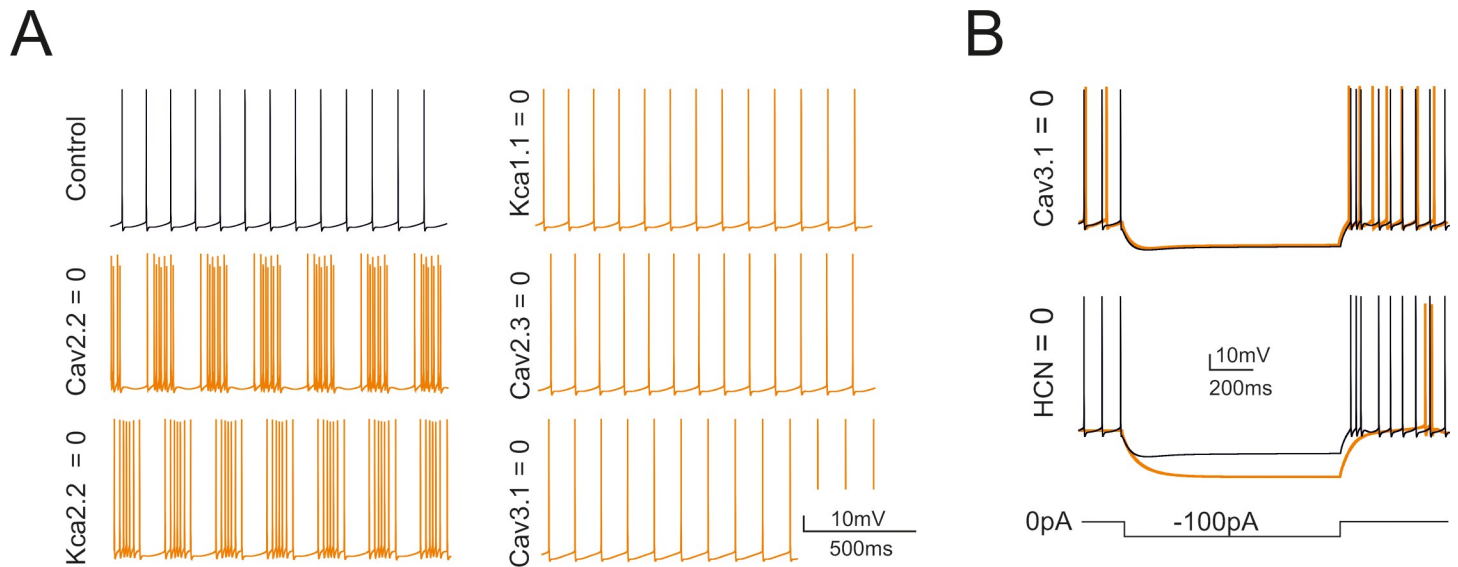 A
B
Control
Kca1.1 = 0
Cav3.1 = 0
Cav2.2 = 0
Cav2.3 = 0
HCN = 0
10mV
200ms
Kca2.2 = 0
Cav3.1 = 0
10mV
500ms
0pA
-100pA